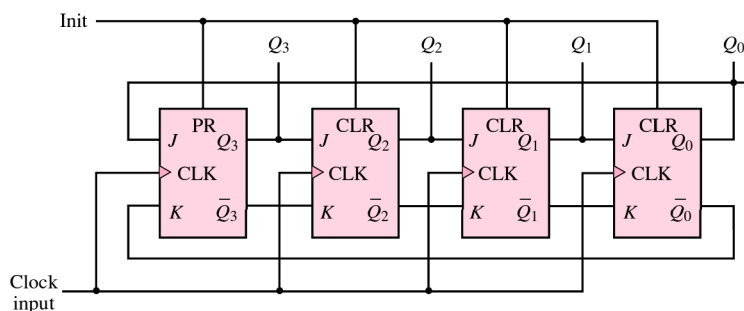 Init
Q₃ Q₂ Q₁ Q₀
PR CLR CLR CLR
J Q₃ J Q₂ J Q₁ J Q₀
CLK CLK CLK CLK
K Q̅₃ K Q̅₂ K Q̅₁ K Q̅₀
Clock
input